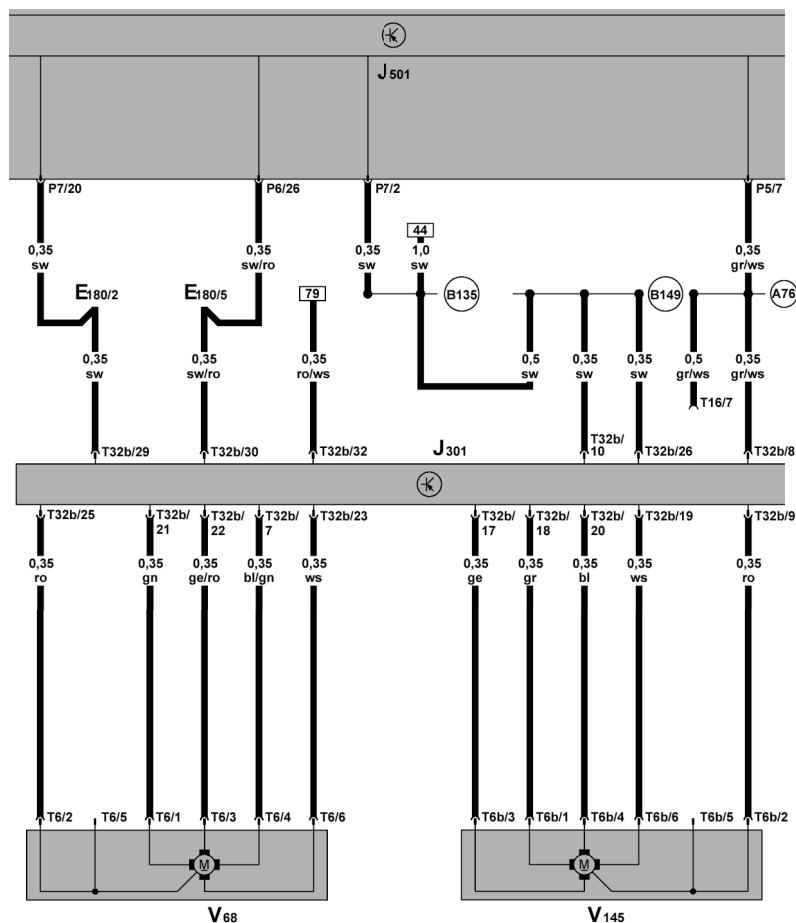 J501
P7/20 P6/26 P7/2 P5/7
44
0,35 0,35 0,35 1,0 0,35
sw sw/ro sw sw gr/ws
E180/2 E180/5 79 B135 B149 A76
0,35 0,35 0,35 0,5 0,35 0,35 0,5 0,35
sw sw/ro ro/ws sw sw sw gr/ws gr/ws
T16/7
J301
T32b/29 T32b/30 T32b/32 T32b/10 T32b/26 T32b/8
T32b/25 T32b/21 T32b/22 T32b/7 T32b/23 T32b/17 T32b/18 T32b/20 T32b/19 T32b/9
0,35 0,35 0,35 0,35 0,35 0,35 0,35 0,35 0,35 0,35
ro gn ge/ro bl/gn ws ge gr bl ws ro
T6/2 T6/5 T6/1 T6/3 T6/4 T6/6 T6b/3 T6b/1 T6b/4 T6b/6 T6b/5 T6b/2
M M
V68 V145